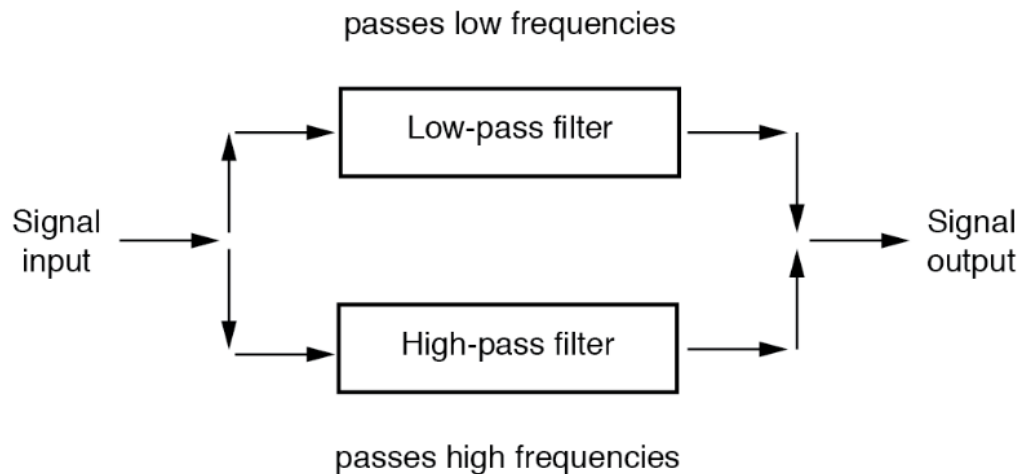 passes low frequencies
Low-pass filter
Signal
input
Signal
output
High-pass filter
passes high frequencies